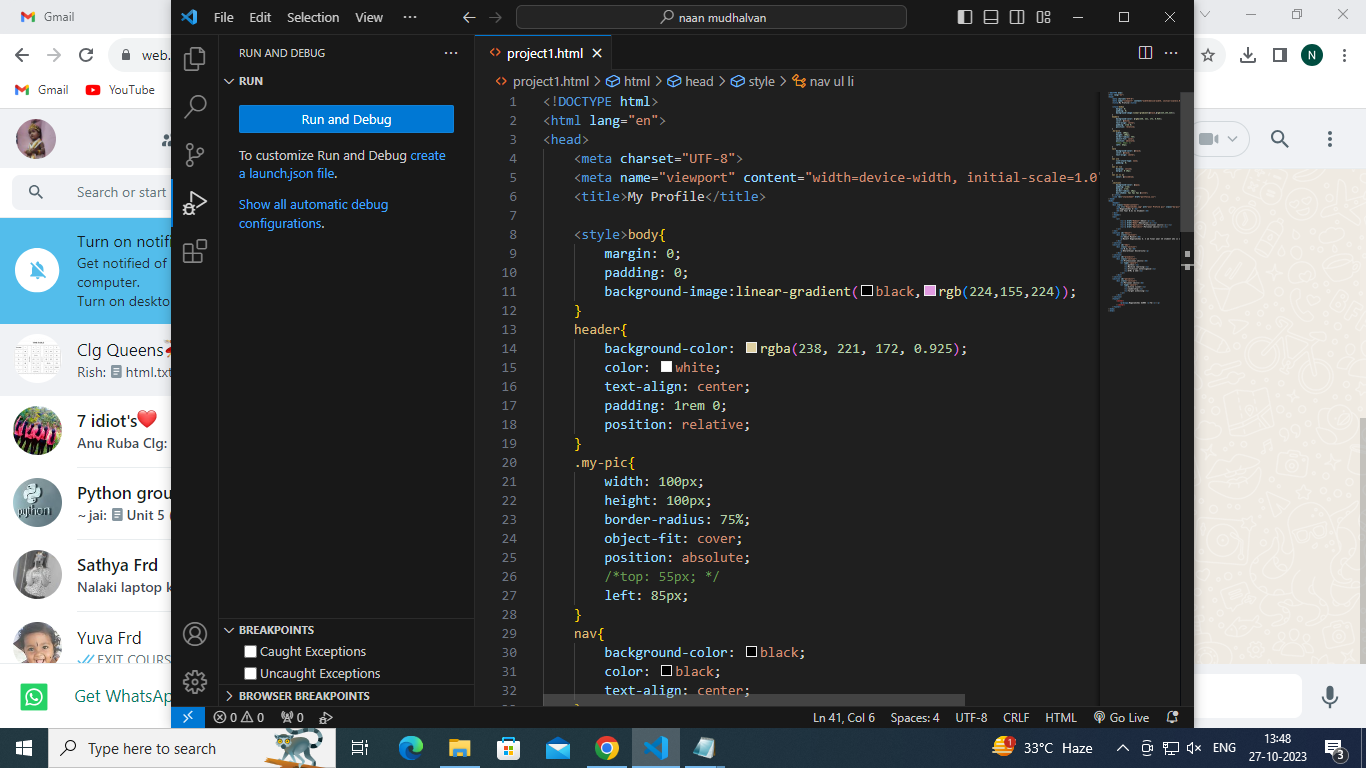 Gmail
File Edit Selection View ···
naan mudhalvan
web.
N
Gmail YouTube
Search or start
Turn on notifi
Get notified of
computer.
Turn on deskto
Clg Queens
Rish: html.txt
7 idiot's❤️
Anu Ruba Clg:
Python grou
python
~ jai: Unit 5 (
Sathya Frd
Nalaki laptop k
Yuva Frd
EXIT COURS
Get WhatsAp
RUN AND DEBUG ···
RUN
Run and Debug
To customize Run and Debug create
a launch.json file.
Show all automatic debug
configurations.
BREAKPOINTS
Caught Exceptions
Uncaught Exceptions
BROWSER BREAKPOINTS
project1.html
project1.html > html > head > style > nav ul li
1 <!DOCTYPE html>
2 <html lang="en">
3 <head>
4 <meta charset="UTF-8">
5 <meta name="viewport" content="width=device-width, initial-scale=1.0"
6 <title>My Profile</title>
7
8 <style>body{
9 margin: 0;
10 padding: 0;
11 background-image:linear-gradient(black,rgb(224,155,224));
12 }
13 header{
14 background-color: rgba(238, 221, 172, 0.925);
15 color: white;
16 text-align: center;
17 padding: 1rem 0;
18 position: relative;
19 }
20 .my-pic{
21 width: 100px;
22 height: 100px;
23 border-radius: 75%;
24 object-fit: cover;
25 position: absolute;
26 /*top: 55px; */
27 left: 85px;
28 }
29 nav{
30 background-color: black;
31 color: black;
32 text-align: center;
0 0 0
Ln 41, Col 6 Spaces: 4 UTF-8 CRLF HTML Go Live
Type here to search
1 33°C Haze ENG 13:48
27-10-2023 3